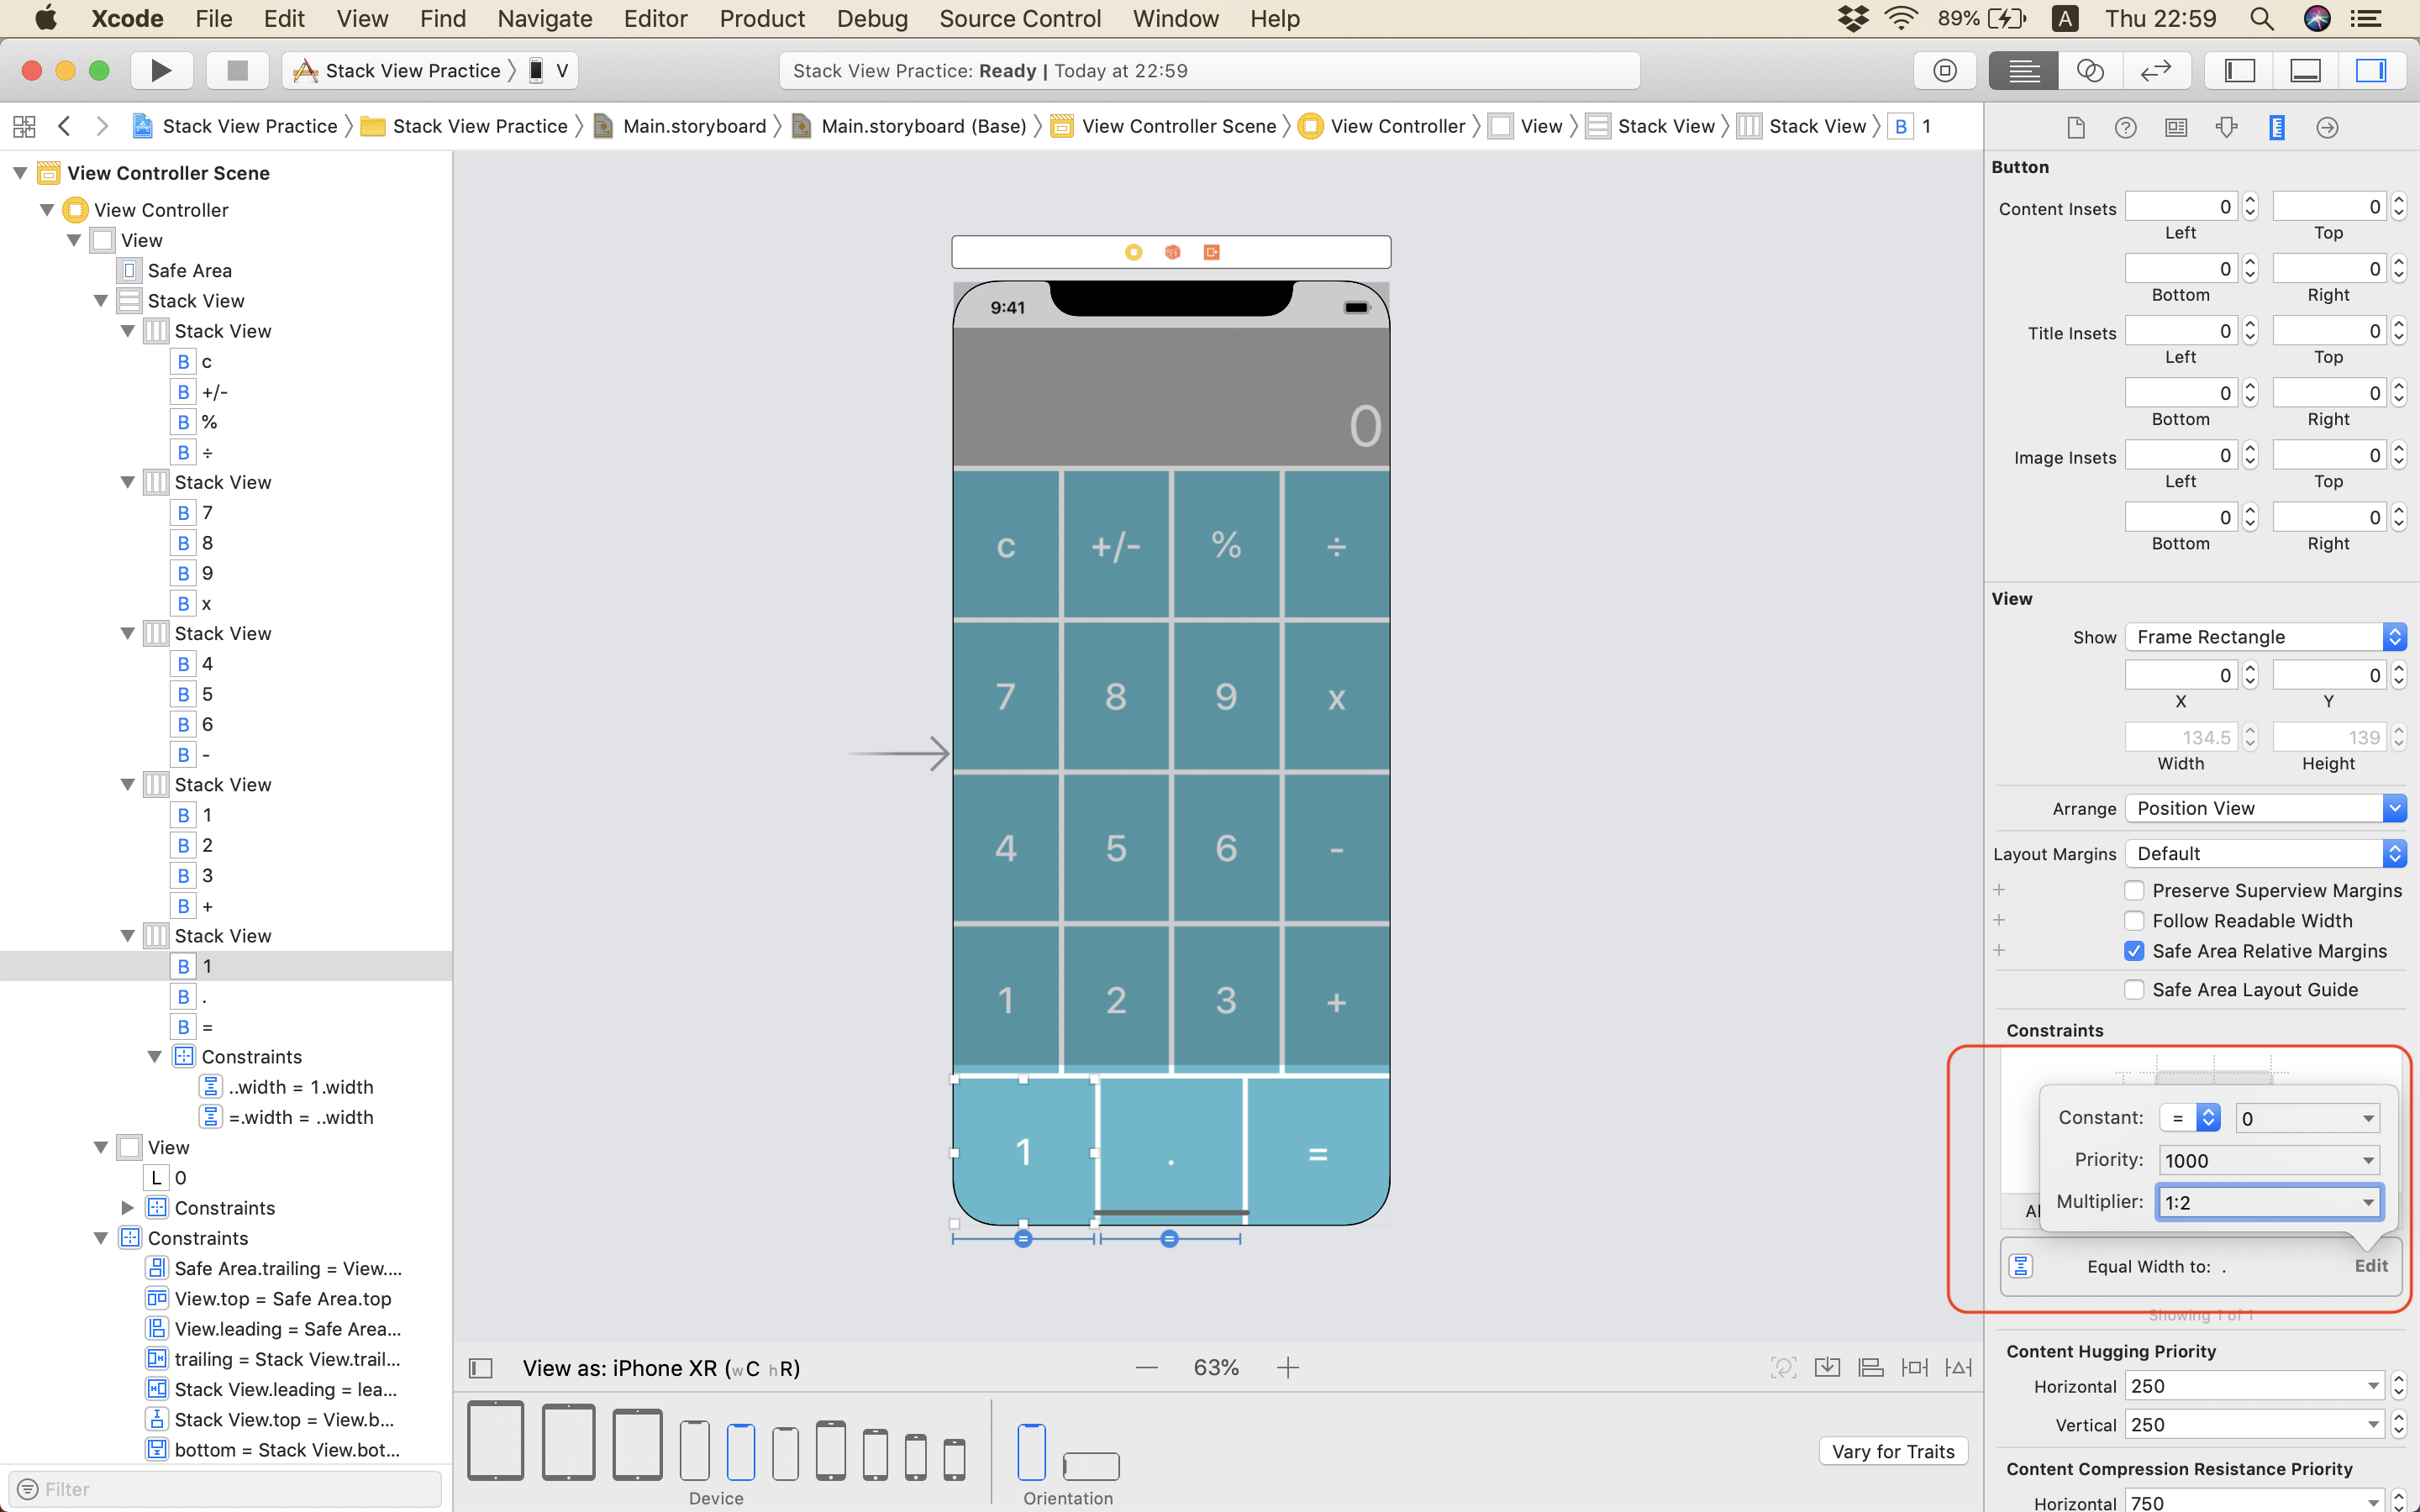 Xcode File Edit View Find Navigate Editor Product Debug Source Control Window Help 89% A Thu 22:59
Stack View Practice V
Stack View Practice: Ready | Today at 22:59
Stack View Practice Stack View Practice Main.storyboard Main.storyboard (Base) View Controller Scene View Controller View Stack View Stack View B 1
View Controller Scene
View Controller
View
Safe Area
Stack View
Stack View
B c
B +/-
B %
B ÷
Stack View
B 7
B 8
B 9
B x
Stack View
B 4
B 5
B 6
B -
Stack View
B 1
B 2
B 3
B +
Stack View
B 1
B .
B =
Constraints
..width = 1.width
=.width = ..width
View
L 0
Constraints
Constraints
Safe Area.trailing = View....
View.top = Safe Area.top
View.leading = Safe Area...
trailing = Stack View.trail...
Stack View.leading = lea...
Stack View.top = View.b...
bottom = Stack View.bot...
Filter
9:41
0
c +/- % ÷
7 8 9 x
4 5 6 -
1 2 3 +
1 . =
View as: iPhone XR (wC hR)
63%
Device
Orientation
Vary for Traits
Button
Content Insets 0 0
Left Top
0 0
Bottom Right
Title Insets 0 0
Left Top
0 0
Bottom Right
Image Insets 0 0
Left Top
0 0
Bottom Right
View
Show Frame Rectangle
0 0
X Y
134.5 139
Width Height
Arrange Position View
Layout Margins Default
Preserve Superview Margins
Follow Readable Width
Safe Area Relative Margins
Safe Area Layout Guide
Constraints
Constant: = 0
Priority: 1000
Multiplier: 1:2
Equal Width to: . Edit
Showing 1 of 1
Content Hugging Priority
Horizontal 250
Vertical 250
Content Compression Resistance Priority
Horizontal 750